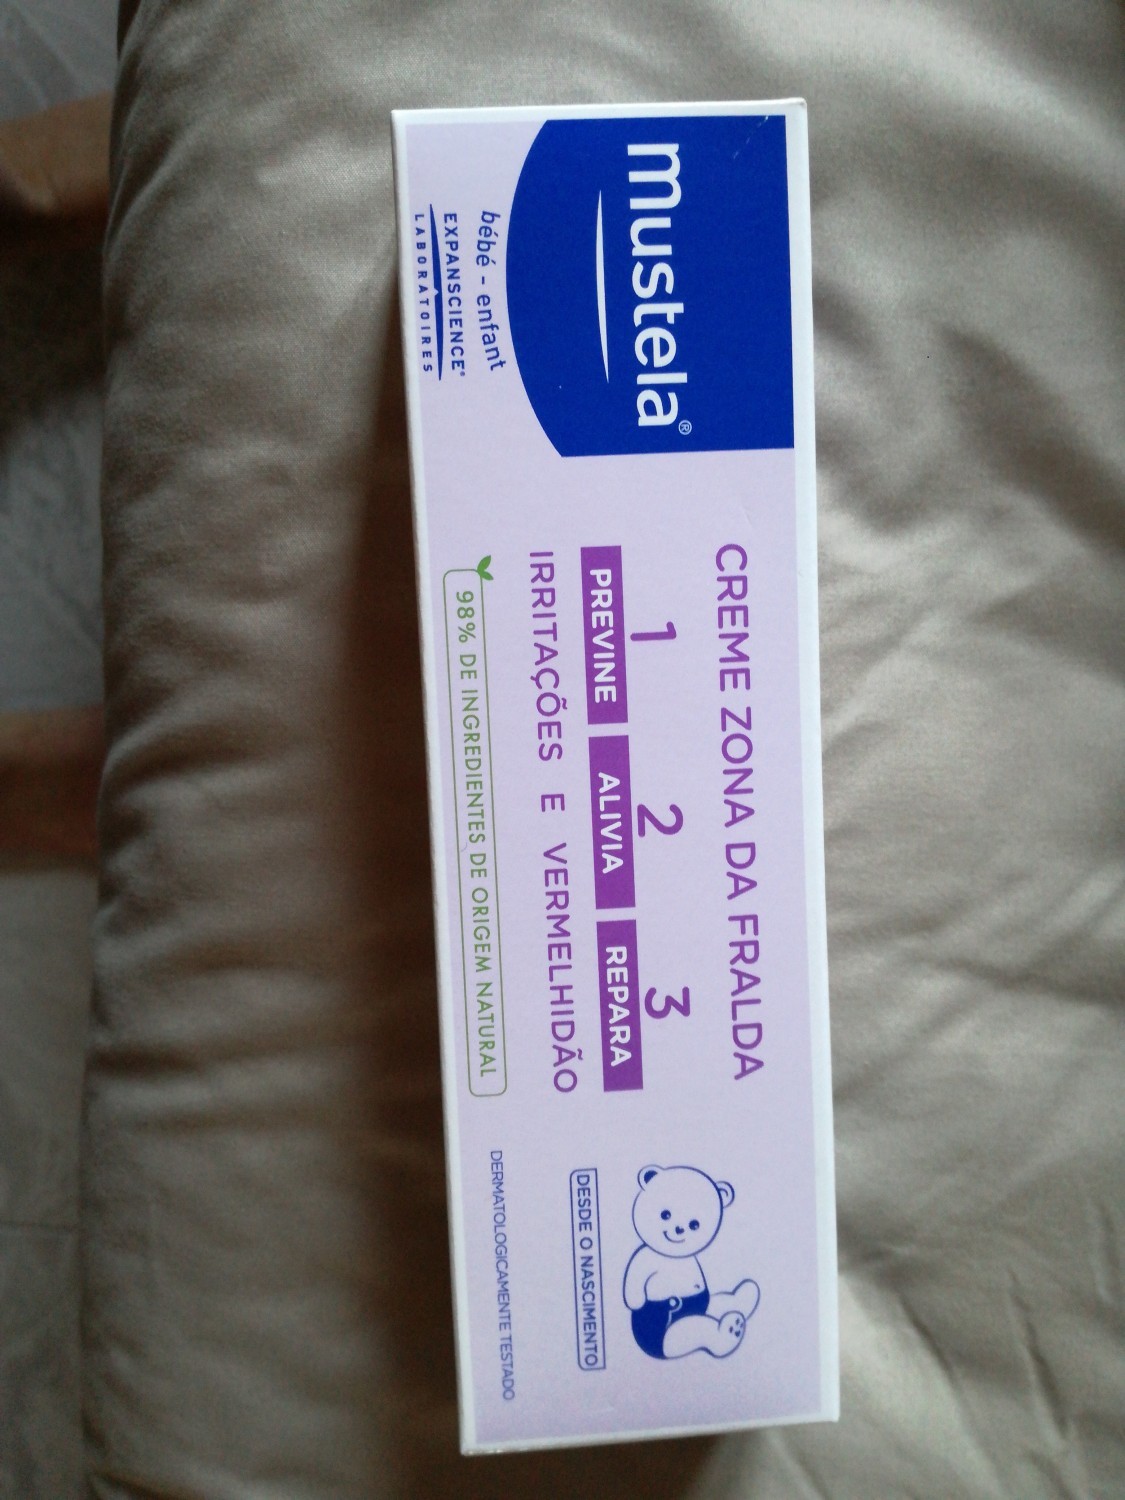 mustela®
bébé - enfant
EXPANSCIENCE®
LABORATOIRES
CREME ZONA DA FRALDA
1 2 3
PREVINE ALIVIA REPARA
IRRITAÇÕES E VERMELHIDÃO
98% DE INGREDIENTES DE ORIGEM NATURAL
DESDE O NASCIMENTO
DERMATOLOGICAMENTE TESTADO